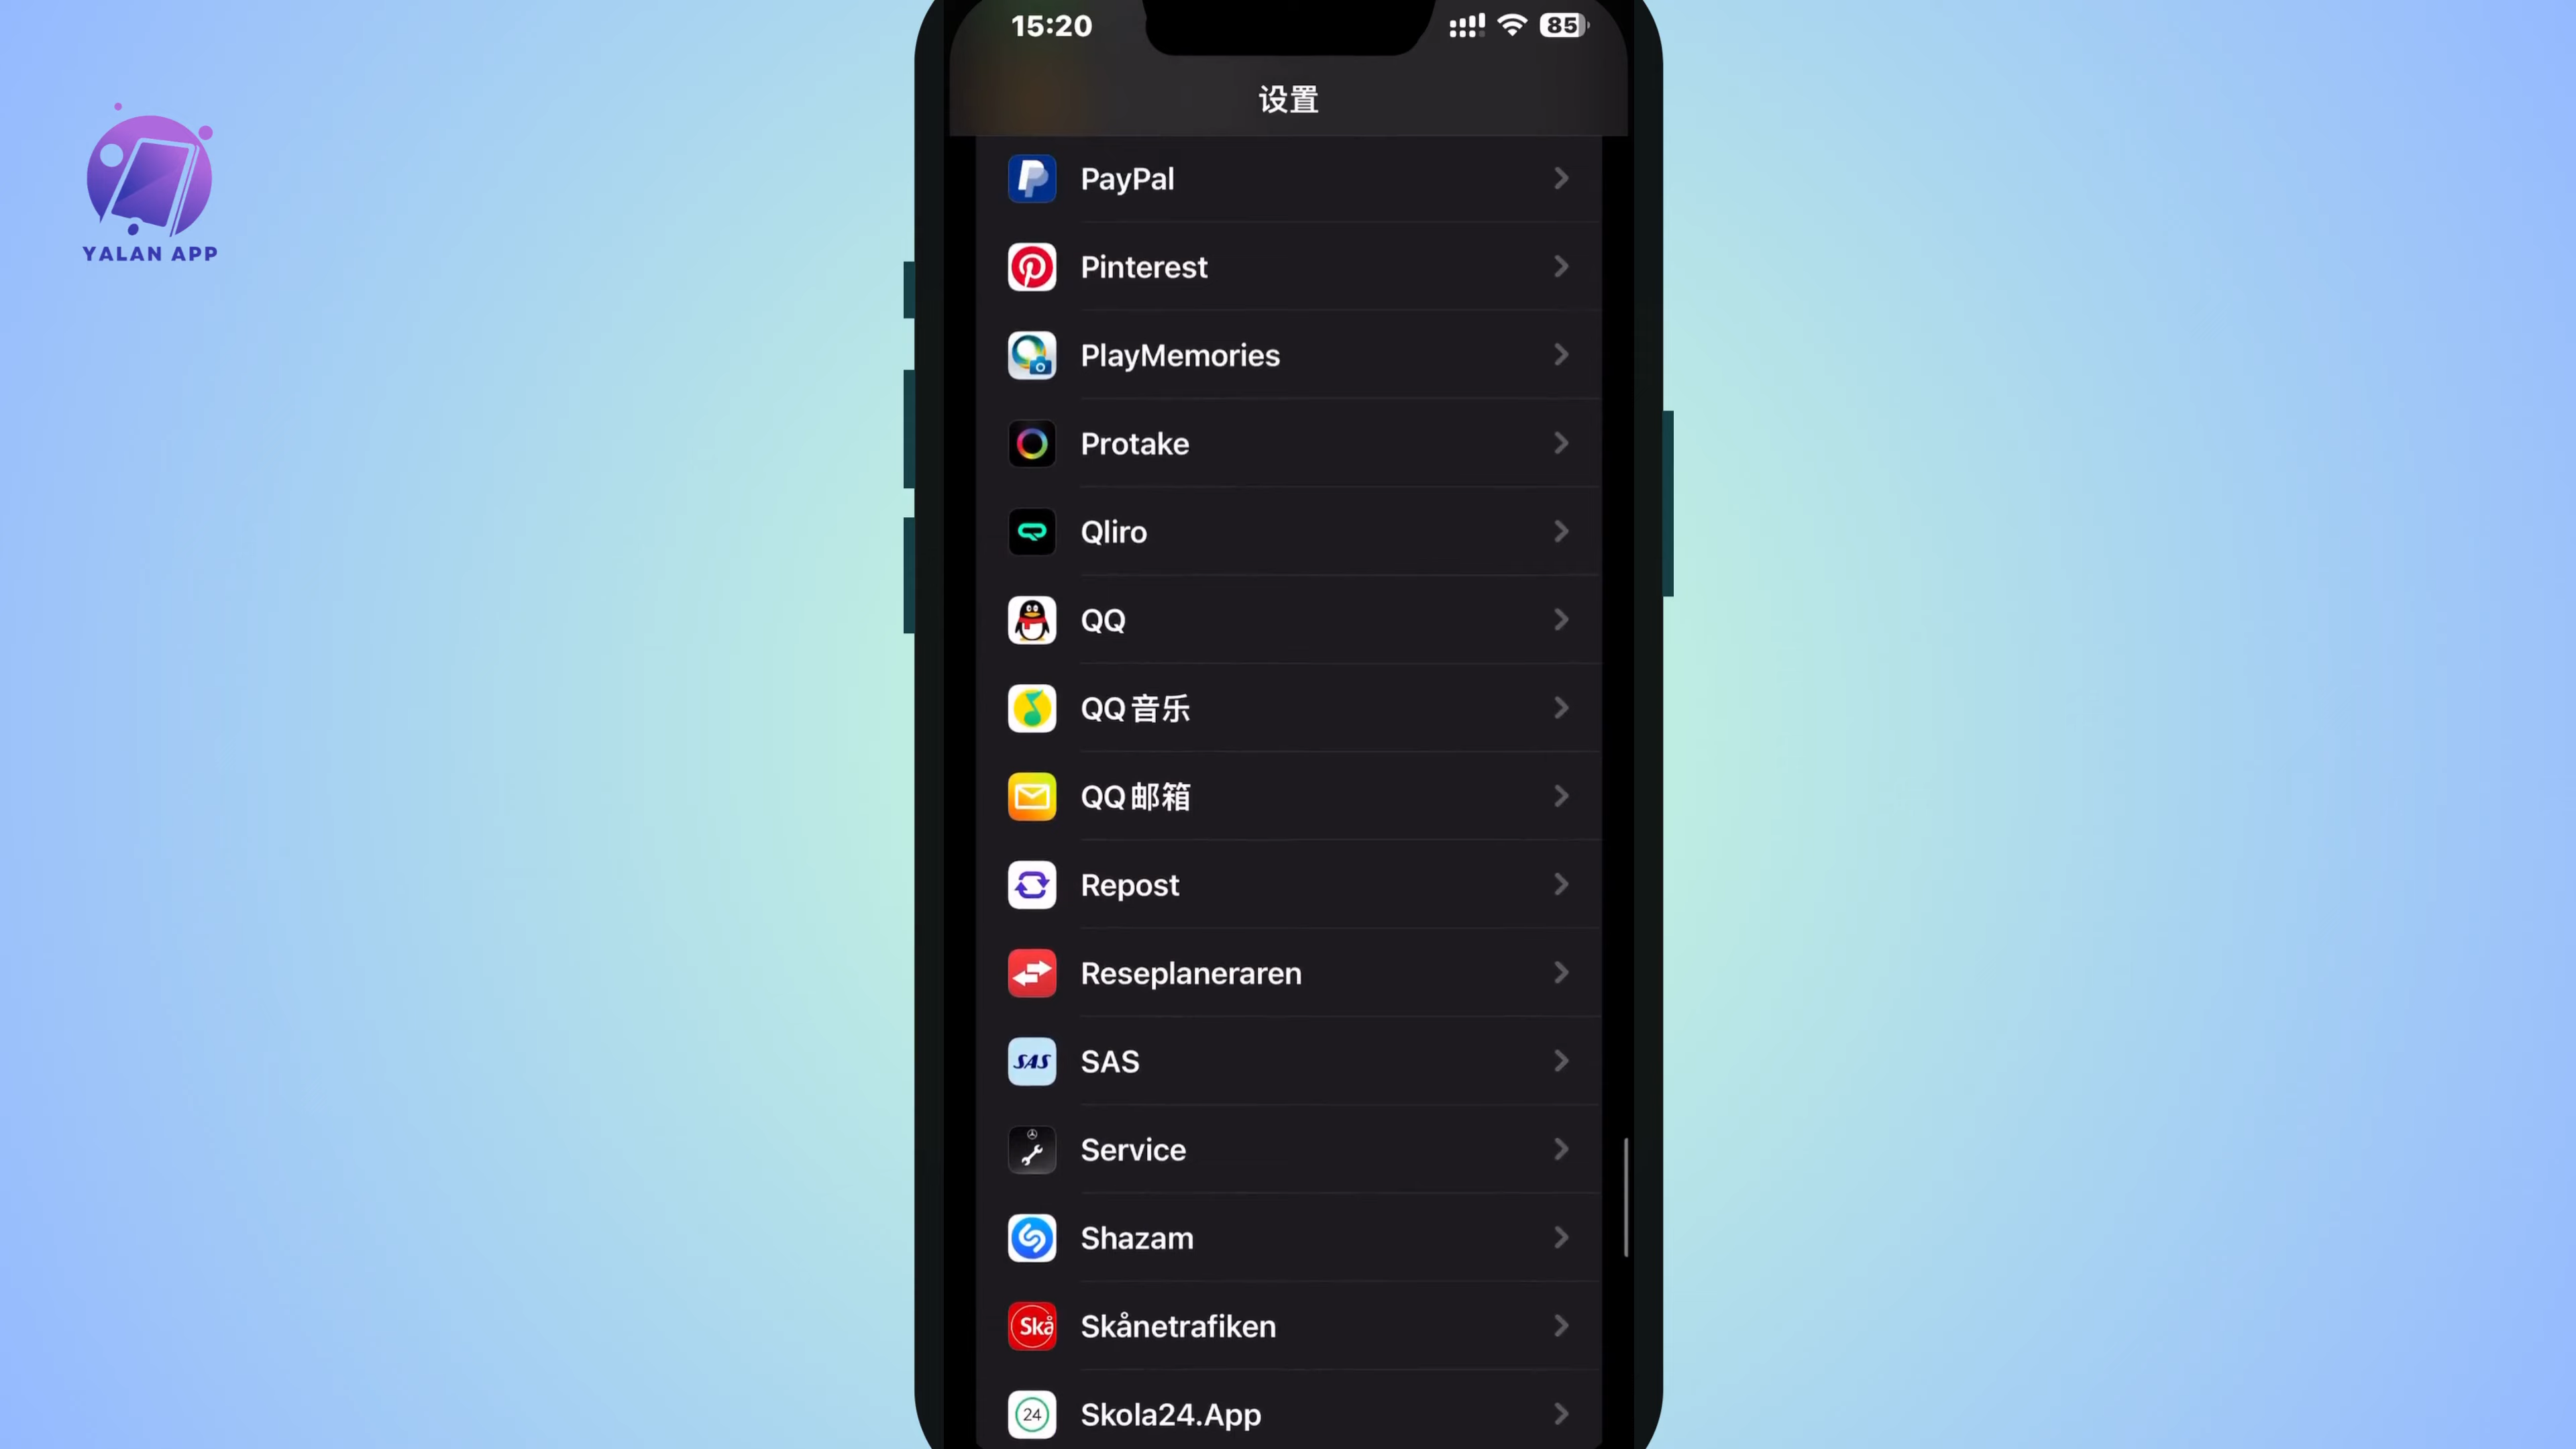 15:20
85
设置
YALAN APP
PayPal
Pinterest
PlayMemories
Protake
Qliro
QQ
QQ音乐
QQ邮箱
Repost
Reseplaneraren
SAS
SAS
Service
Shazam
Skå
Skånetrafiken
24
Skola24.App